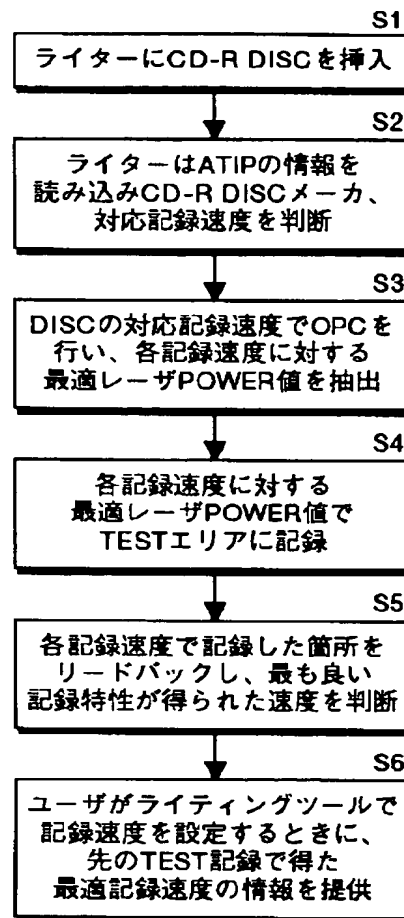 S1
ライターにCD-R DISCを挿入
S2
ライターはATIPの情報を
読み込みCD-R DISCメーカ、
対応記録速度を判断
S3
DISCの対応記録速度でOPCを
行い、各記録速度に対する
最適レーザPOWER値を抽出
S4
各記録速度に対する
最適レーザPOWER値で
TESTエリアに記録
S5
各記録速度で記録した箇所を
リードバックし、最も良い
記録特性が得られた速度を判断
S6
ユーザがライティングツールで
記録速度を設定するときに、
先のTEST記録で得た
最適記録速度の情報を提供